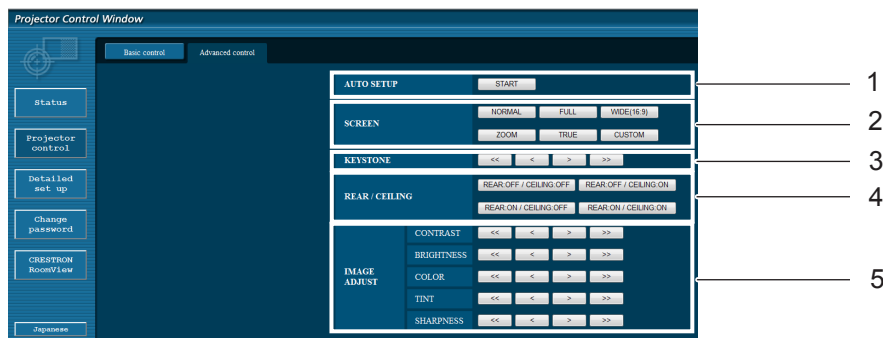 Projector Control Window
Basic control Advanced control
AUTO SETUP START 1
Status
SCREEN NORMAL FULL WIDE(16:9) 2
ZOOM TRUE CUSTOM
Projector
control
KEYSTONE << < > >> 3
Detailed
set up
REAR / CEILING REAR:OFF / CEILING:OFF REAR:OFF / CEILING:ON 4
REAR:ON / CEILING:OFF REAR:ON / CEILING:ON
Change
password
CRESTRON
RoomView
IMAGE
ADJUST 5
CONTRAST << < > >>
BRIGHTNESS << < > >>
COLOR << < > >>
TINT << < > >>
SHARPNESS << < > >>
Japanese